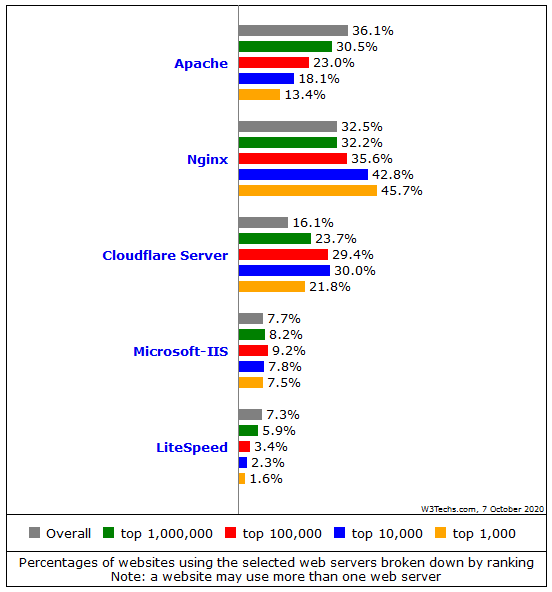 36.1%
30.5%
Apache 23.0%
18.1%
13.4%
32.5%
32.2%
Nginx 35.6%
42.8%
45.7%
16.1%
23.7%
Cloudflare Server 29.4%
30.0%
21.8%
7.7%
8.2%
Microsoft-IIS 9.2%
7.8%
7.5%
7.3%
5.9%
LiteSpeed 3.4%
2.3%
1.6%
W3Techs.com, 7 October 2020
Overall top 1,000,000 top 100,000 top 10,000 top 1,000
Percentages of websites using the selected web servers broken down by ranking
Note: a website may use more than one web server